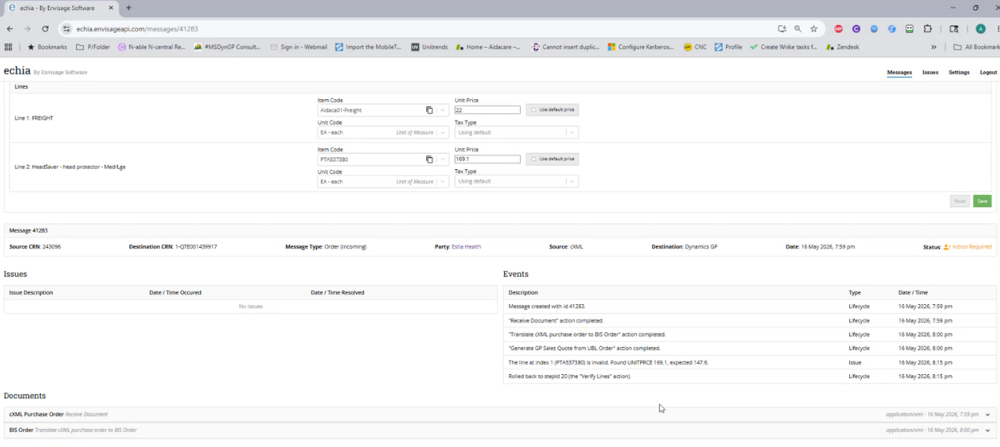 echia - By Envisage Software
echia.envisageapi.com/messages/41283
Bookmarks P/Folder N-able N-central Re... #MSDynGP Consult... Sign in - Webmail Import the MobileT... Unitrends Home – Aidacare –... Cannot insert duplic... Configure Kerberos... CNC Profile Create Wrike tasks f... Zendesk » All Bookmark
echia By Envisage Software Messages Issues Settings Logout
Lines
Item Code Unit Price
Line 1: FREIGHT Aidaca01-Freight 22 Use default price
Unit Code Tax Type
EA - each Unit of Measure Using default
Item Code Unit Price
Line 2: HeadSaver - head protector - Med/Lge PTA537380 169.1 Use default price
Unit Code Tax Type
EA - each Unit of Measure Using default
Reset Save
Message 41283
Source CRN: 243096 Destination CRN: 1-QTE001439917 Message Type: Order (Incoming) Party: Estia Health Source: cXML Destination: Dynamics GP Date: 16 May 2026, 7:59 pm Status: Action Required
Issues Events
Issue Description Date / Time Occured Date / Time Resolved Description Type Date / Time
No issues Message created with id 41283. Lifecycle 16 May 2026, 7:59 pm
"Receive Document" action completed. Lifecycle 16 May 2026, 7:59 pm
"Translate cXML purchase order to BIS Order" action completed. Lifecycle 16 May 2026, 8:00 pm
"Generate GP Sales Quote from UBL Order" action completed. Lifecycle 16 May 2026, 8:00 pm
The line at index 1 (PTA537380) is invalid. Found UNITPRCE 169.1, expected 147.6. Issue 16 May 2026, 8:15 pm
Rolled back to stepId 20 (the "Verify Lines" action). Lifecycle 16 May 2026, 8:15 pm
Documents
cXML Purchase Order Receive Document application/xml - 16 May 2026, 7:59 pm
BIS Order Translate cXML purchase order to BIS Order application/xml - 16 May 2026, 8:00 pm